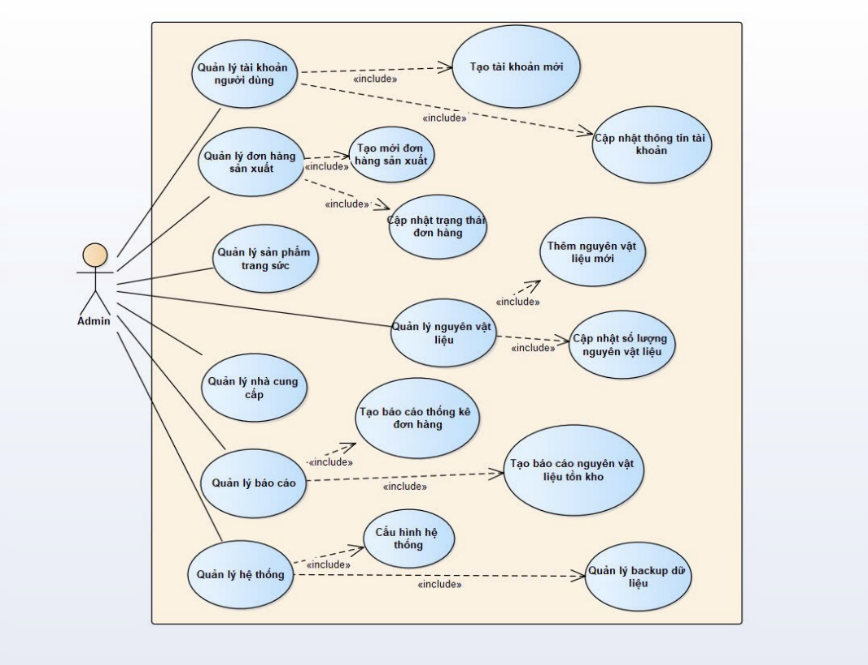 Quản lý tài khoản
người dùng
«include»
Tạo tài khoản mới
«include»
Cập nhật thông tin tài
khoản
Quản lý đơn hàng
sản xuất
«include»
Tạo mới đơn
hàng sản xuất
«include»
Cập nhật trạng thái
đơn hàng
Quản lý sản phẩm
trang sức
Thêm nguyên vật
liệu mới
«include»
Admin
Quản lý nguyên vật
liệu
«include»
Cập nhật số lượng
nguyên vật liệu
Quản lý nhà cung
cấp
Tạo báo cáo thống kê
đơn hàng
«include»
Quản lý báo cáo
«include»
Tạo báo cáo nguyên vật
liệu tồn kho
Cấu hình hệ
thống
«include»
Quản lý hệ thống
«include»
Quản lý backup dữ
liệu